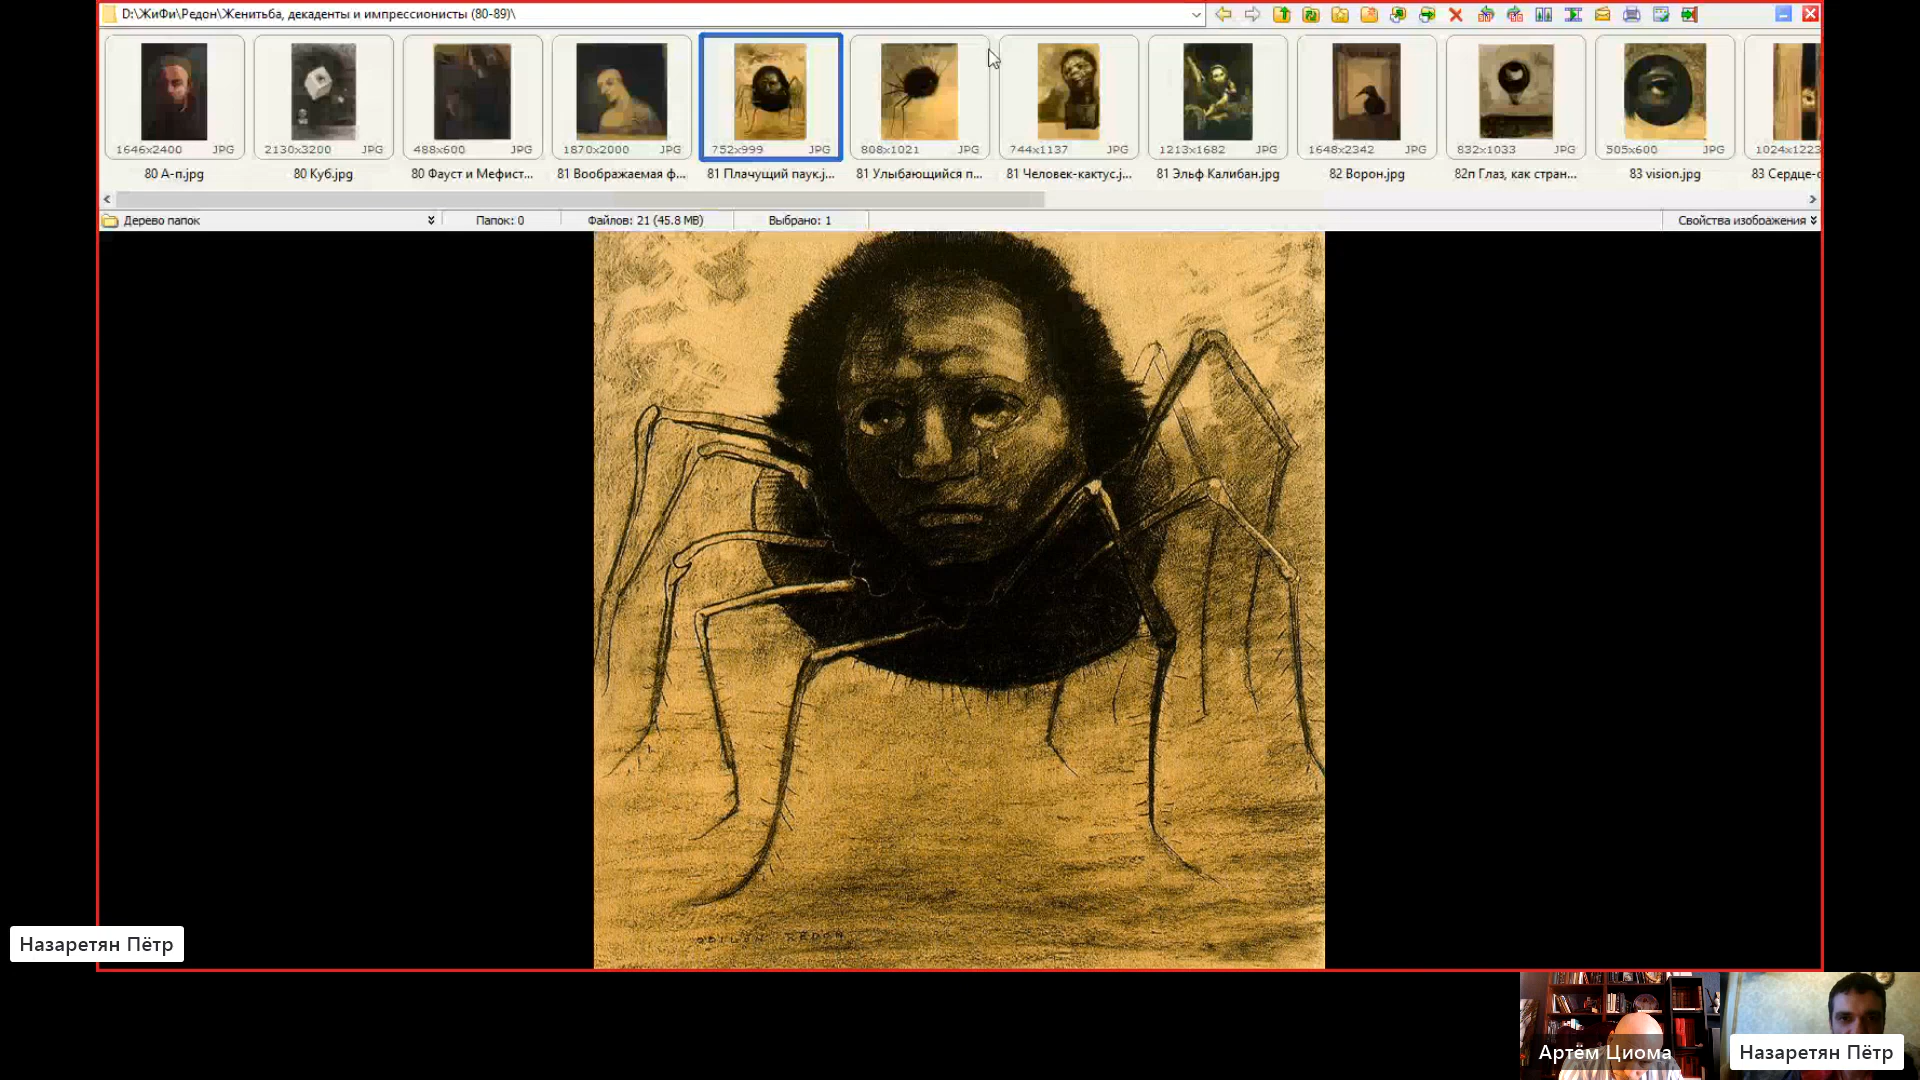 D:\ЖиФи\Редон\Женитьба, декаденты и импрессионисты (80-89)\
1646x2400 JPG
2130x3200 JPG
488x600 JPG
1870x2000 JPG
752x999 JPG
808x1021 JPG
744x1137 JPG
1213x1682 JPG
1648x2342 JPG
832x1033 JPG
505x600 JPG
1024x1223
80 А-п.jpg
80 Куб.jpg
80 Фауст и Мефист...
81 Воображаемая ф...
81 Плачущий паук.j...
81 Улыбающийся п...
81 Человек-кактус.j...
81 Эльф Калибан.jpg
82 Ворон.jpg
82п Глаз, как стран...
83 vision.jpg
83 Сердце-
Дерево папок
Папок: 0
Файлов: 21 (45.8 MB)
Выбрано: 1
Свойства изображения
ODILON REDON
Назаретян Пётр
Артём Циома
Назаретян Пётр